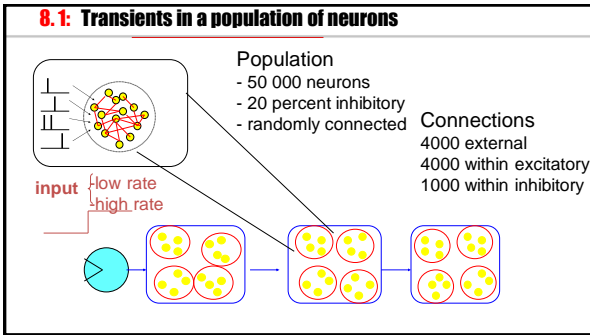 8.1: Transients in a population of neurons
Population
- 50 000 neurons
- 20 percent inhibitory
- randomly connected
Connections
4000 external
4000 within excitatory
1000 within inhibitory
input
-low rate
-high rate